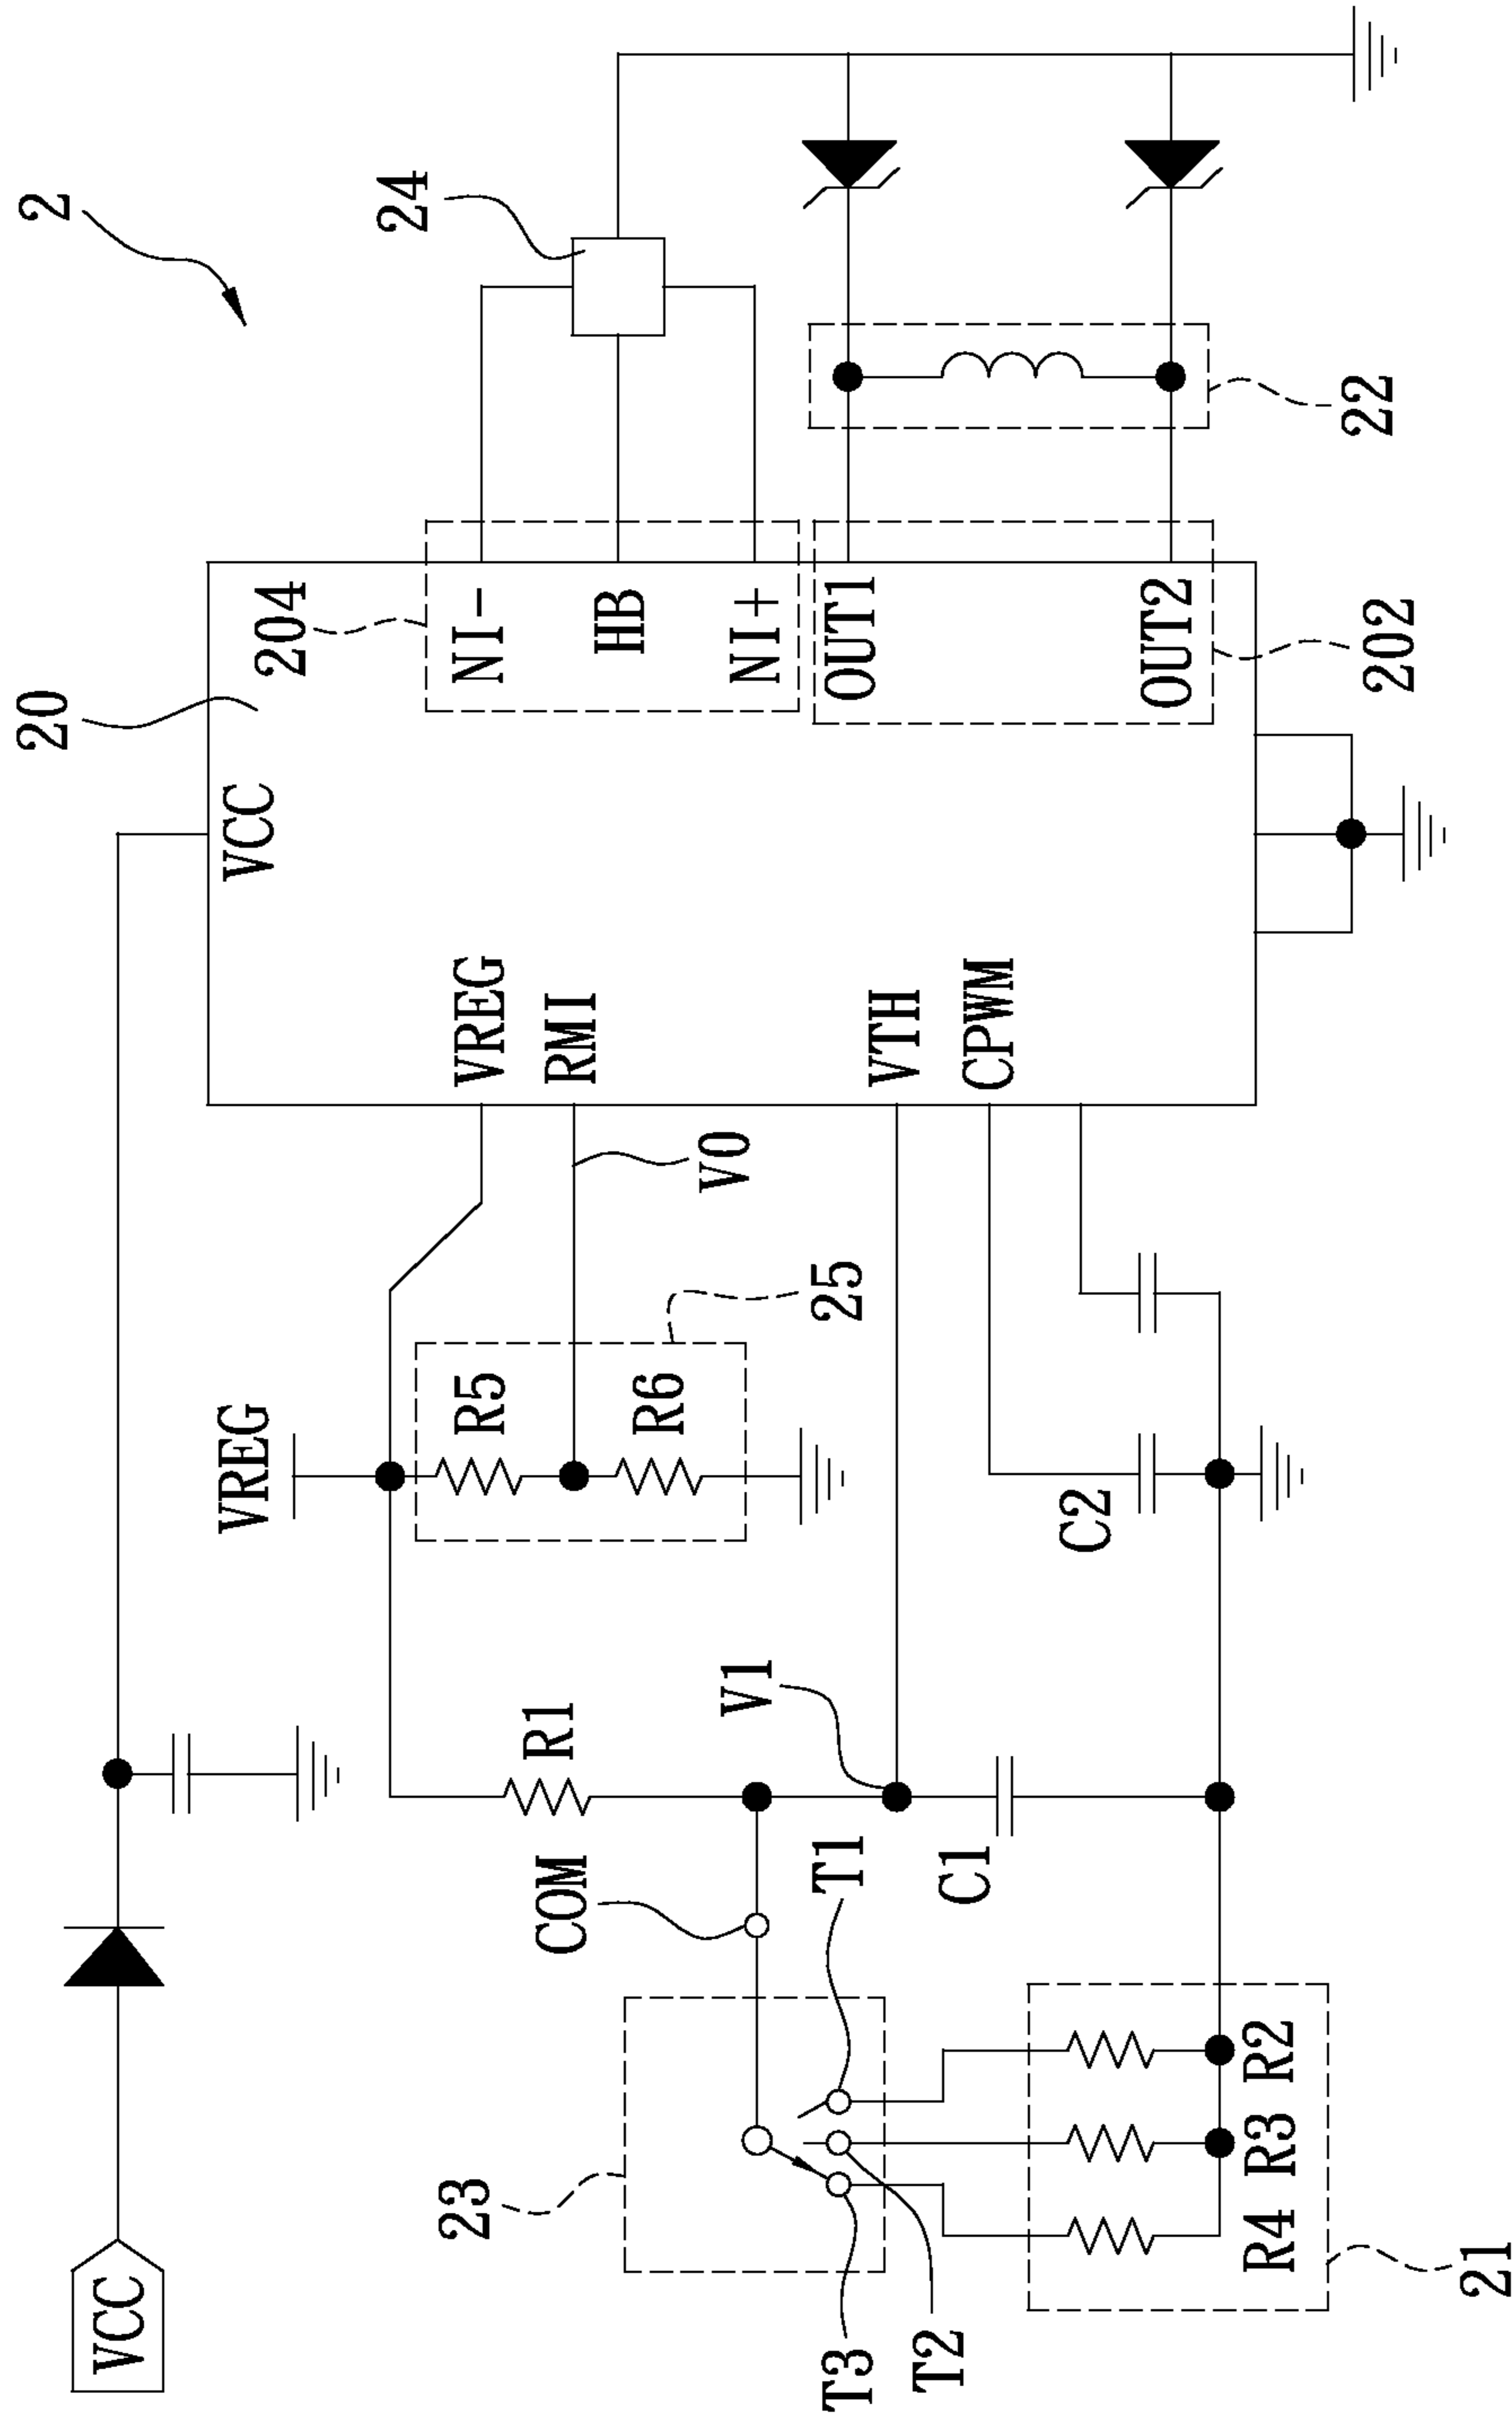 2
20
24
VCC
VCC
204
VREG
VREG
NI-
R5
RMI
HB
R1
R6
V0
NI+
COM
23
V1
25
VTH
OUT1
T1
T3
T2
C1
CPWM
C2
OUT2
22
202
R4
R3
R2
21